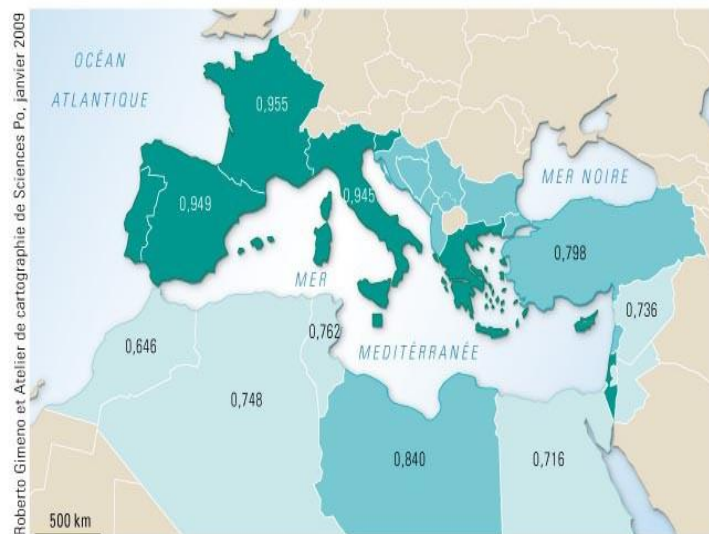 Roberto Gimeno et Atelier de cartographie de Sciences Po, janvier 2009
OCÉAN
ATLANTIQUE
0,955
0,949
0,945
MER NOIRE
0,798
MER
MEDITÉRRANÉE
0,736
0,646
0,762
0,748
0,840
0,716
500 km